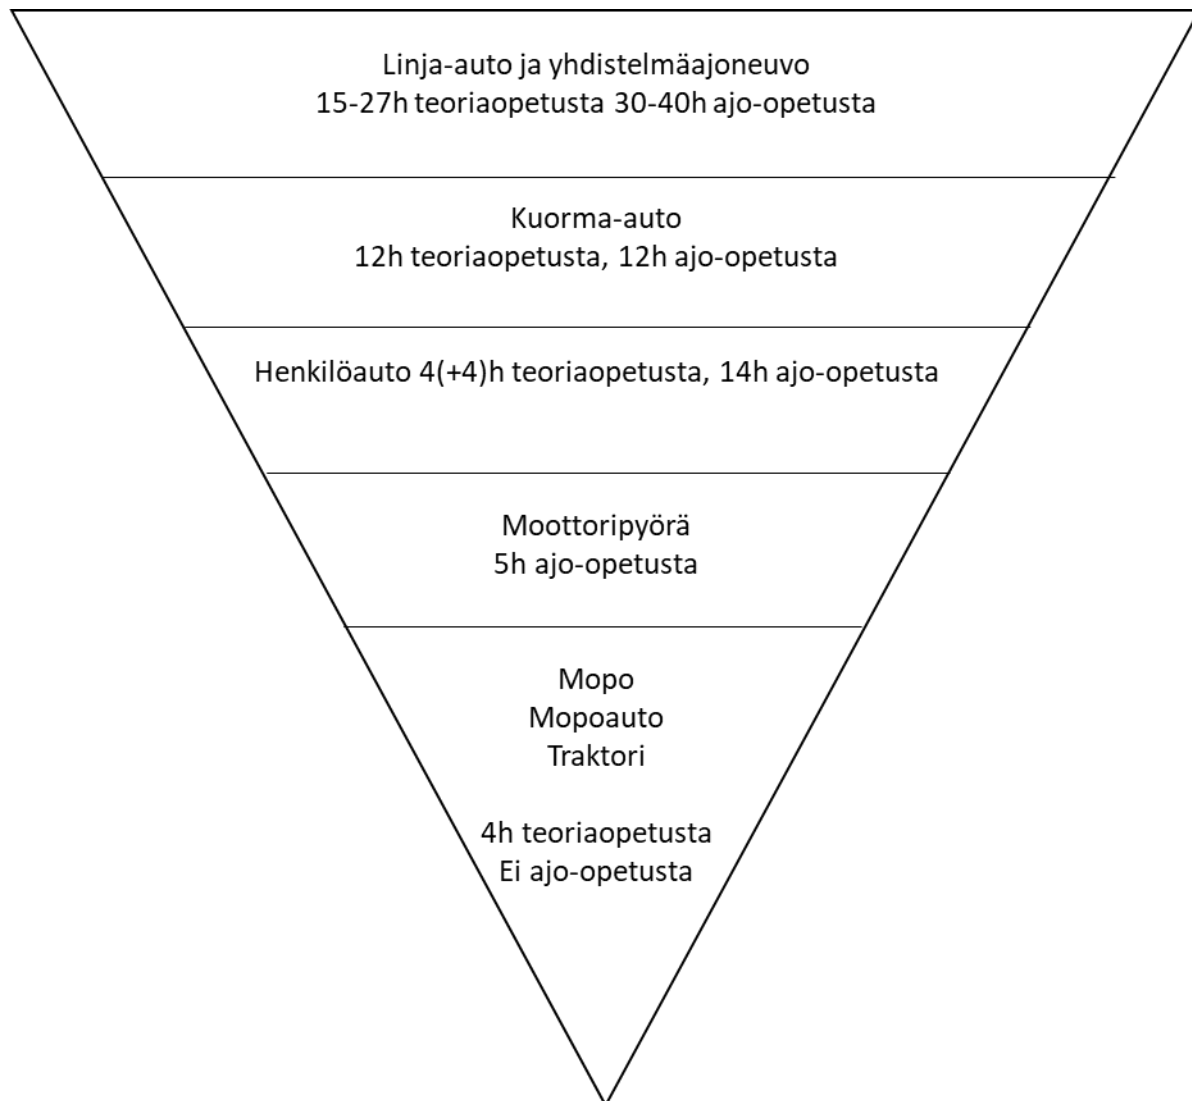 Linja-auto ja yhdistelmäajoneuvo
15-27h teoriaopetusta 30-40h ajo-opetusta
Kuorma-auto
12h teoriaopetusta, 12h ajo-opetusta
Henkilöauto 4(+4)h teoriaopetusta, 14h ajo-opetusta
Moottoripyörä
5h ajo-opetusta
Mopo
Mopoauto
Traktori
4h teoriaopetusta
Ei ajo-opetusta